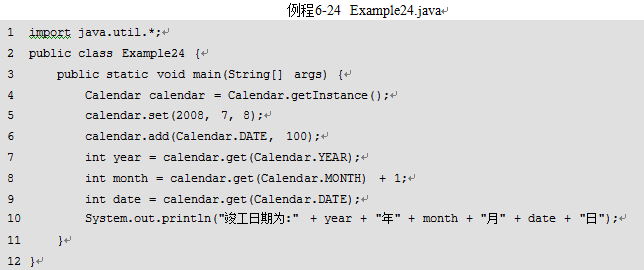 例程6-24 Example24.java
1 import java.util.*;
2 public class Example24 {
3 public static void main(String[] args) {
4 Calendar calendar = Calendar.getInstance();
5 calendar.set(2008, 7, 8);
6 calendar.add(Calendar.DATE, 100);
7 int year = calendar.get(Calendar.YEAR);
8 int month = calendar.get(Calendar.MONTH) + 1;
9 int date = calendar.get(Calendar.DATE);
10 System.out.println("竣工日期为:" + year + "年" + month + "月" + date + "日");
11 }
12 }